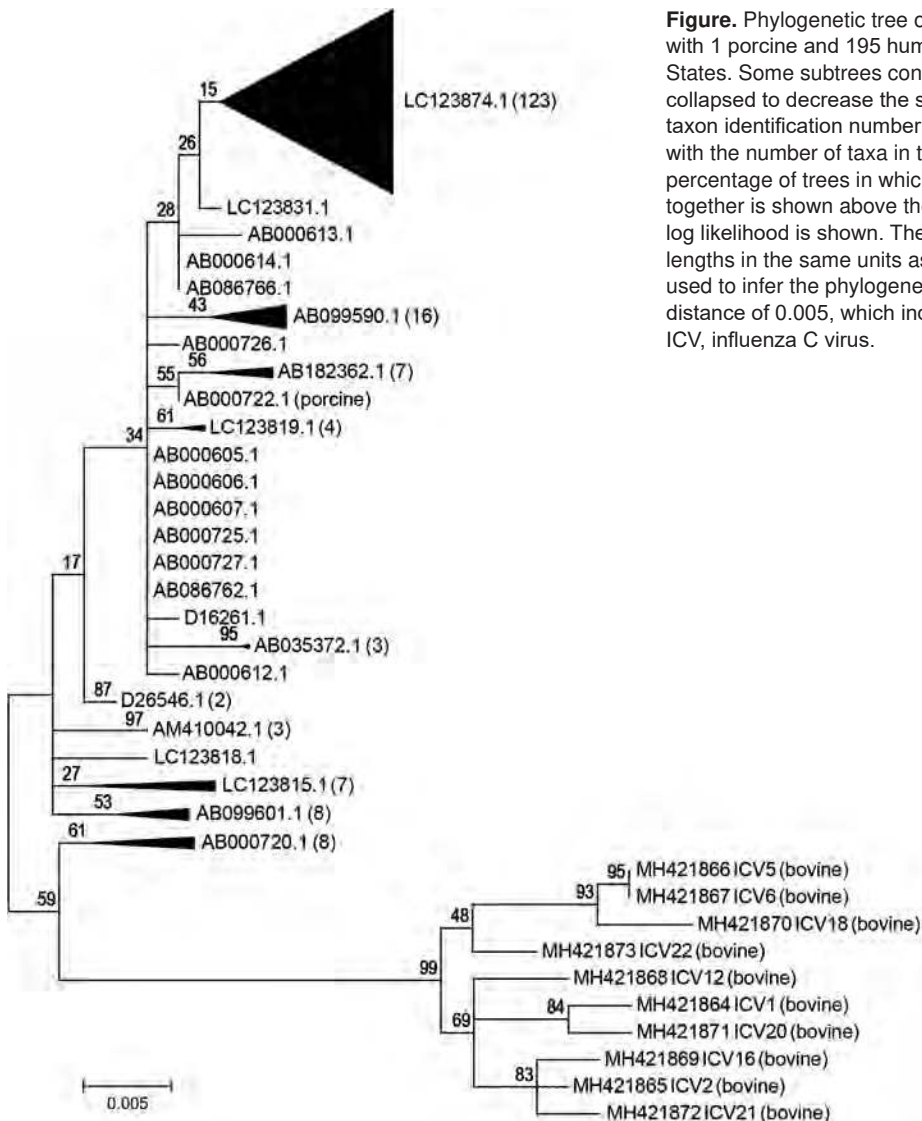 Figure. Phylogenetic tree o
with 1 porcine and 195 hum
States. Some subtrees con
collapsed to decrease the s
taxon identification number
with the number of taxa in t
percentage of trees in whic
together is shown above the
log likelihood is shown. The
lengths in the same units as
used to infer the phylogene
distance of 0.005, which inc
ICV, influenza C virus.
15
LC123874.1 (123)
26
LC123831.1
28
AB000613.1
AB000614.1
AB086766.1
43
AB099590.1 (16)
AB000726.1
56
AB182362.1 (7)
55
AB000722.1 (porcine)
61
LC123819.1 (4)
34
AB000605.1
AB000606.1
AB000607.1
AB000725.1
AB000727.1
AB086762.1
17
D16261.1
95
AB035372.1 (3)
AB000612.1
87
D26546.1 (2)
97
AM410042.1 (3)
LC123818.1
27
LC123815.1 (7)
53
AB099601.1 (8)
61
AB000720.1 (8)
59
95
MH421866 ICV5 (bovine)
MH421867 ICV6 (bovine)
93
MH421870 ICV18 (bovine)
48
MH421873 ICV22 (bovine)
99
MH421868 ICV12 (bovine)
84
MH421864 ICV1 (bovine)
69
MH421871 ICV20 (bovine)
MH421869 ICV16 (bovine)
83
MH421865 ICV2 (bovine)
MH421872 ICV21 (bovine)
0.005